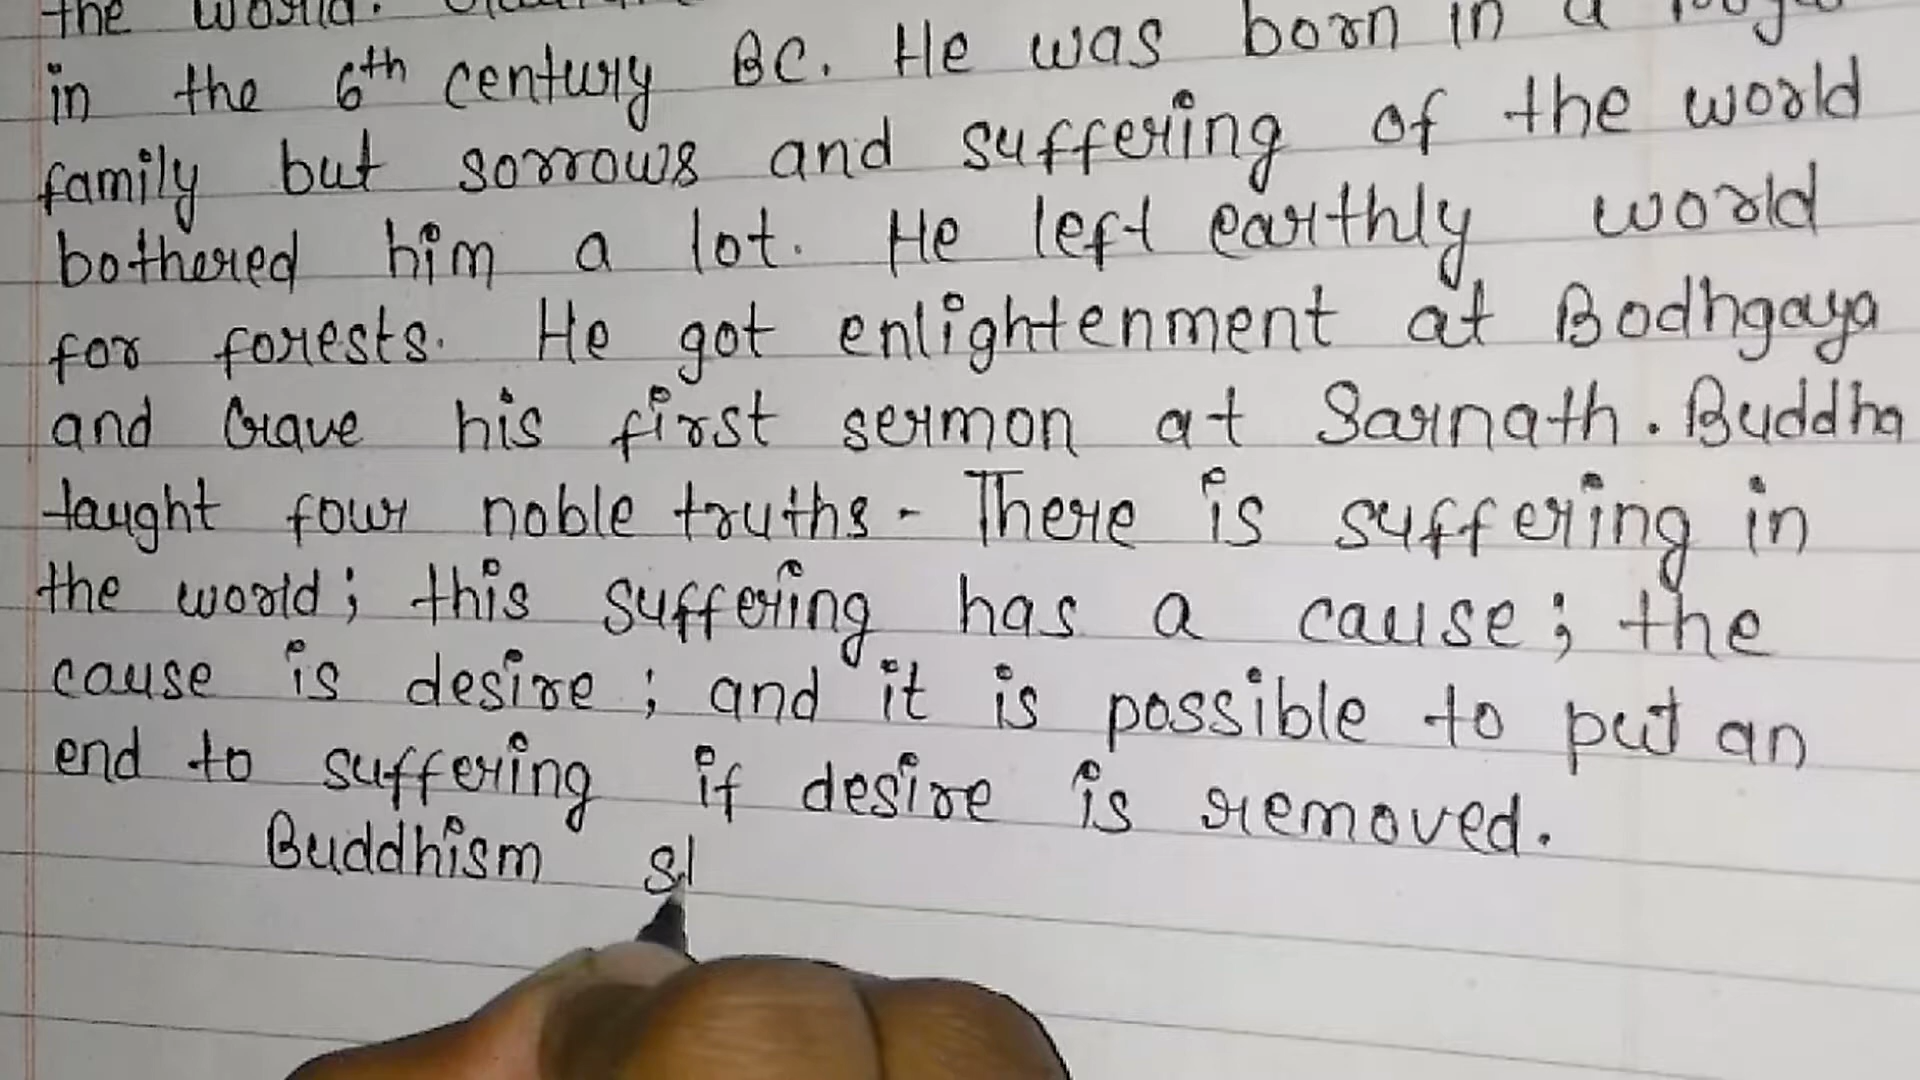 the world.
in the 6th century BC. He was born in a
family but sorrows and suffering of the world
bothered him a lot. He left earthly world
for forests. He got enlightenment at Bodhgaya
and Gave his first sermon at Sarnath. Buddha
taught four noble truths - There is suffering in
the world; this suffering has a cause; the
cause is desire; and it is possible to put an
end to suffering if desire is removed.
Buddhism